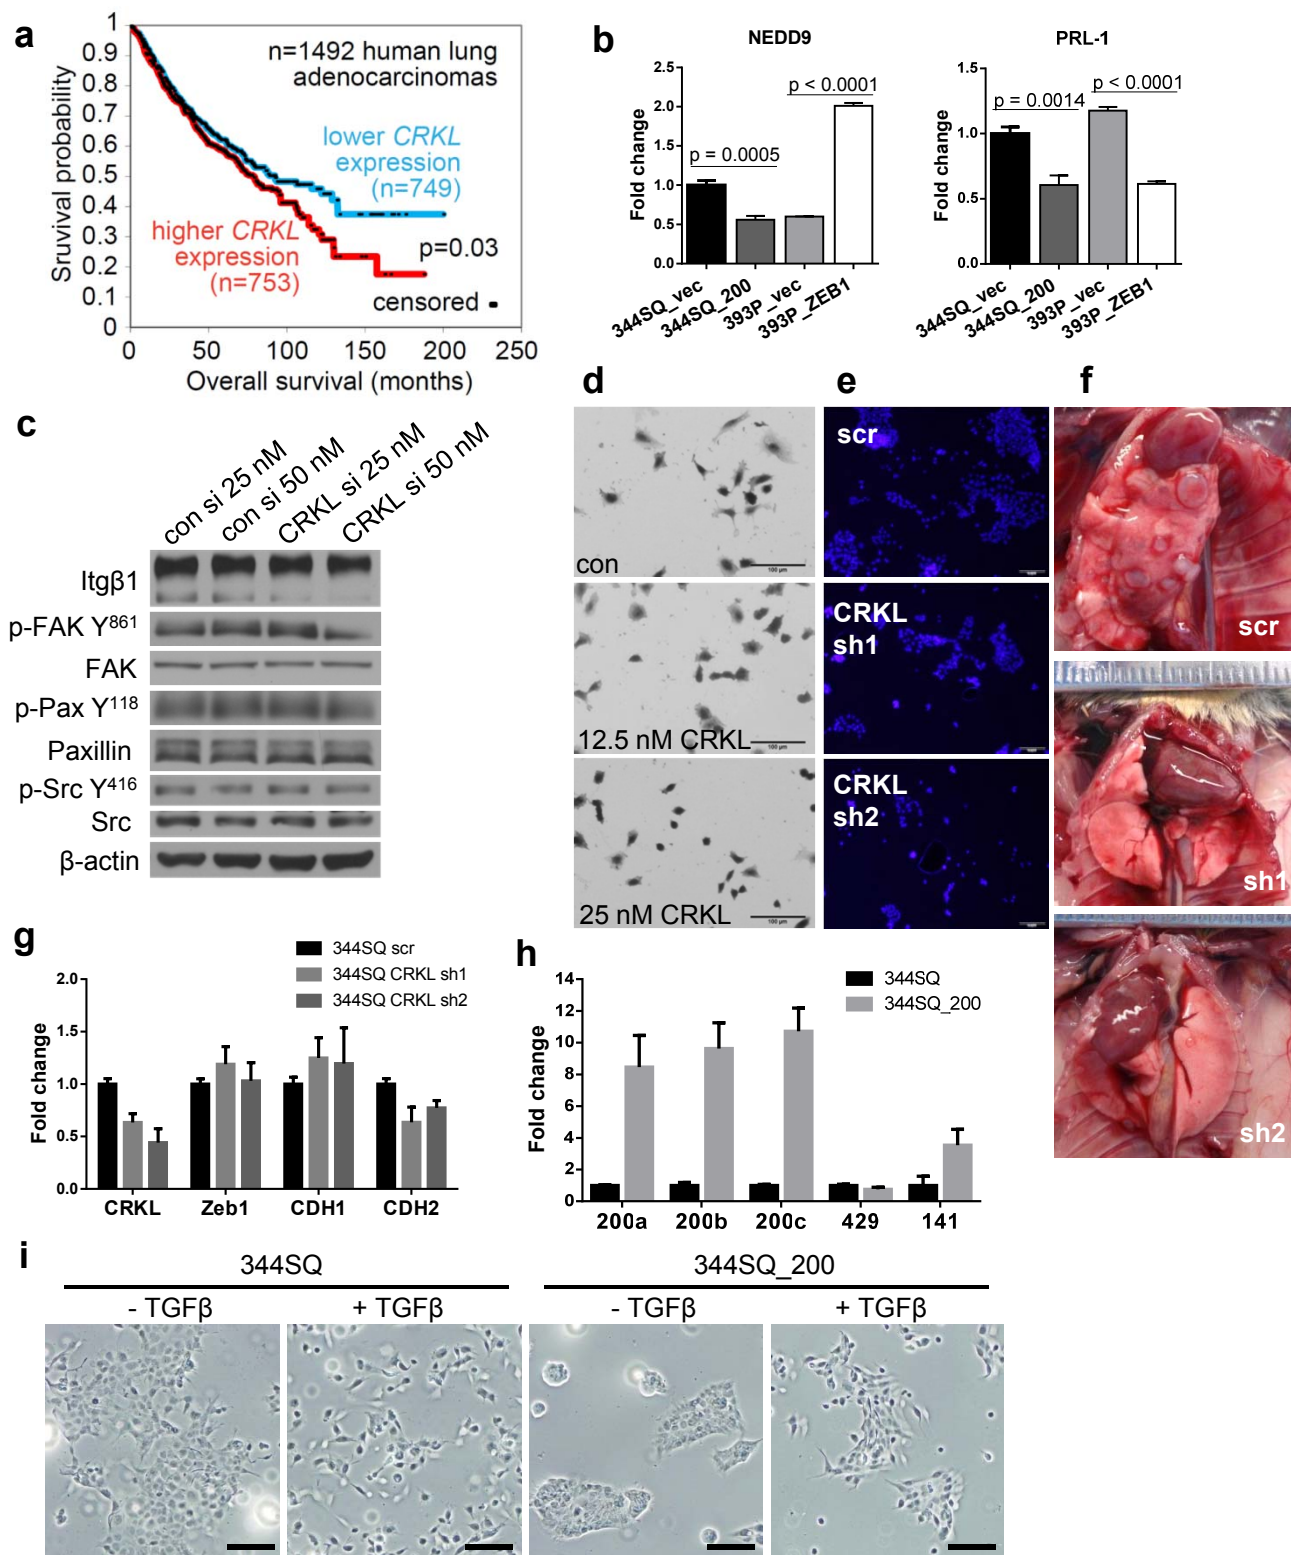 a
1
0.9
0.8
0.7
0.6
0.5
0.4
0.3
0.2
0.1
0
Srurvival probability
n=1492 human lung
adenocarcinomas
lower CRKL
expression
(n=749)
higher CRKL
expression
(n=753)
p=0.03
censored
0 50 100 150 200 250
Overall survival (months)
b
NEDD9
Fold change
2.5
2.0
1.5
1.0
0.5
0.0
p = 0.0005
p < 0.0001
344SQ_vec
344SQ_200
393P_vec
393P_ZEB1
PRL-1
Fold change
1.5
1.0
0.5
0.0
p = 0.0014
p < 0.0001
344SQ_vec
344SQ_200
393P_vec
393P_ZEB1
c
con si 25 nM
con si 50 nM
CRKL si 25 nM
CRKL si 50 nM
Itgβ1
p-FAK Y861
FAK
p-Pax Y118
Paxillin
p-Src Y416
Src
β-actin
d
con
100 µm
12.5 nM CRKL
100 µm
25 nM CRKL
100 µm
e
scr
CRKL
sh1
CRKL
sh2
f
scr
sh1
sh2
g
344SQ scr
344SQ CRKL sh1
344SQ CRKL sh2
Fold change
2.0
1.5
1.0
0.5
0.0
CRKL Zeb1 CDH1 CDH2
h
344SQ
344SQ_200
Fold change
14
12
10
8
6
4
2
0
200a 200b 200c 429 141
i
344SQ 344SQ_200
- TGFβ + TGFβ - TGFβ + TGFβ